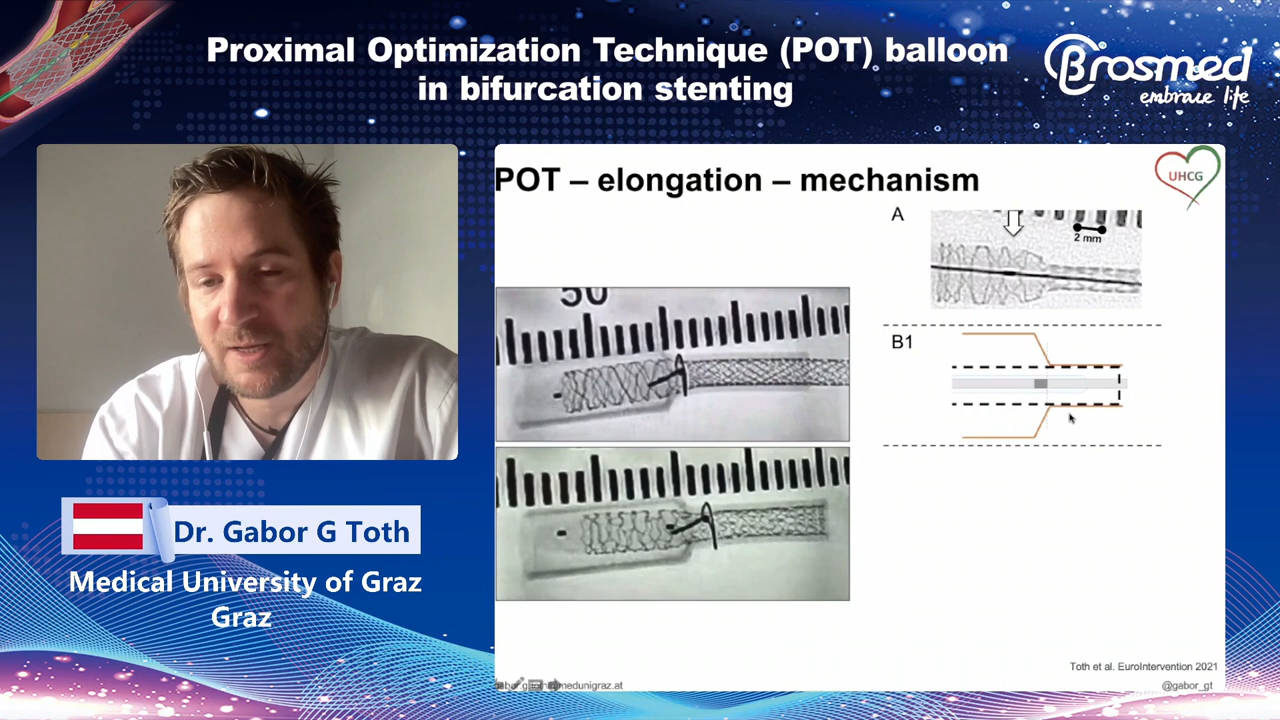 Proximal Optimization Technique (POT) balloon
in bifurcation stenting
Brosmed
embrace life
POT – elongation – mechanism
UHCG
A
2 mm
50
B1
Dr. Gabor G Toth
Medical University of Graz
Graz
Toth et al. EuroIntervention 2021
@gabor_gt